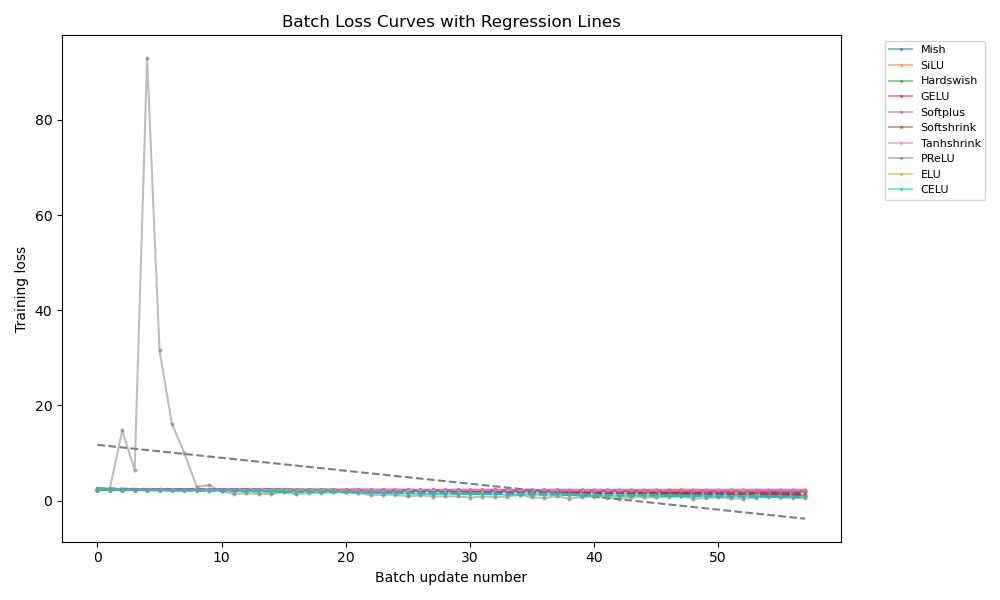 Batch Loss Curves with Regression Lines
Training loss
80
60
40
20
0
0
10
20
30
40
50
Batch update number
Mish
SiLU
Hardswish
GELU
Softplus
Softshrink
Tanhshrink
PReLU
ELU
CELU